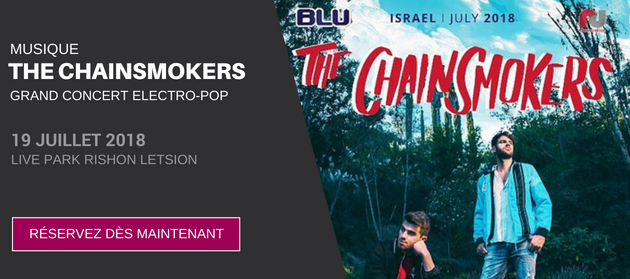 MUSIQUE
THE CHAINSMOKERS
GRAND CONCERT ELECTRO-POP
19 JUILLET 2018
LIVE PARK RISHON LETSION
RÉSERVEZ DÈS MAINTENANT
BLU
ISRAEL | JULY 2018
THE CHAINSMOKERS